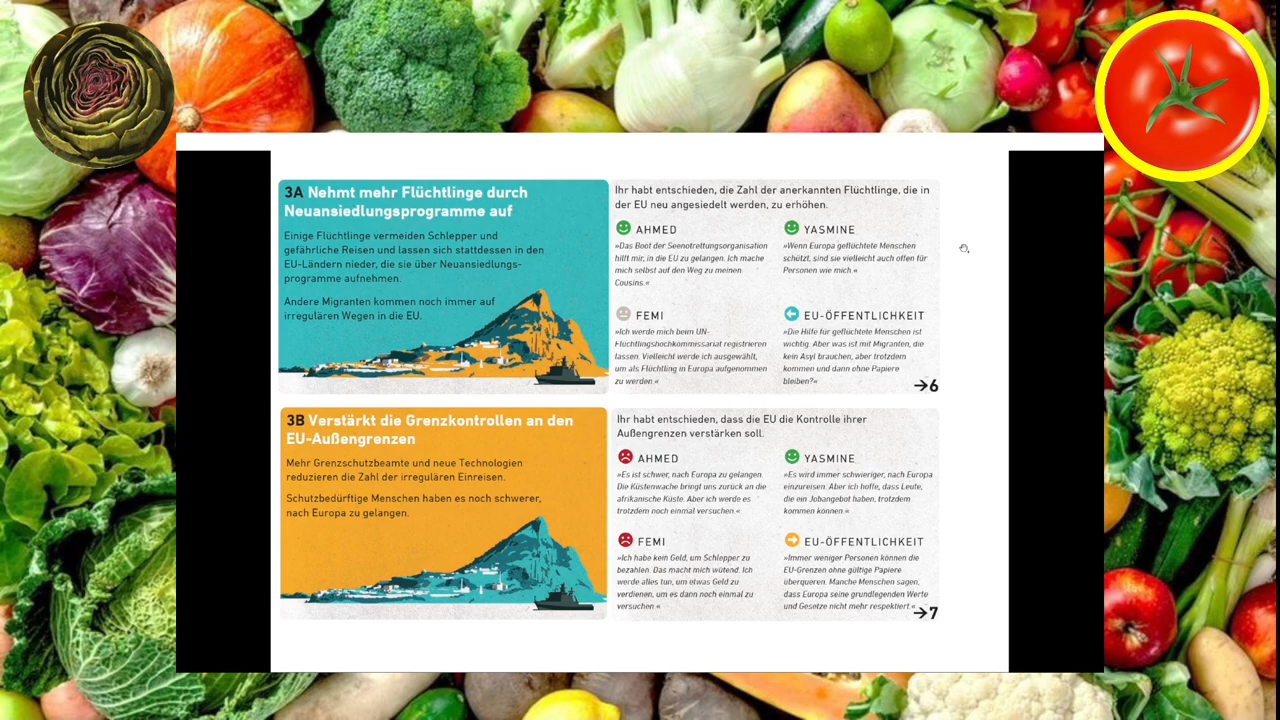 3A Nehmt mehr Flüchtlinge durch
Neuansiedlungsprogramme auf
Einige Flüchtlinge vermeiden Schlepper und
gefährliche Reisen und lassen sich stattdessen in den
EU-Ländern nieder, die sie über Neuansiedlungs-
programme aufnehmen.
Andere Migranten kommen noch immer auf
irregulären Wegen in die EU.
Ihr habt entschieden, die Zahl der anerkannten Flüchtlinge, die in
der EU neu angesiedelt werden, zu erhöhen.
AHMED
»Das Boot der Seenotrettungsorganisation
hilft mir, in die EU zu gelangen. Ich mache
mich selbst auf den Weg zu meinen
Cousins.«
YASMINE
»Wenn Europa geflüchtete Menschen
schützt, sind sie vielleicht auch offen für
Personen wie mich.«
FEMI
»Ich werde mich beim UN-
Flüchtlingshochkommissariat registrieren
lassen. Vielleicht werde ich ausgewählt,
um als Flüchtling in Europa aufgenommen
zu werden.«
EU-ÖFFENTLICHKEIT
»Die Hilfe für geflüchtete Menschen ist
wichtig. Aber was ist mit Migranten, die
kein Asyl brauchen, aber trotzdem
kommen und dann ohne Papiere
bleiben?«
→6
3B Verstärkt die Grenzkontrollen an den
EU-Außengrenzen
Mehr Grenzschutzbeamte und neue Technologien
reduzieren die Zahl der irregulären Einreisen.
Schutzbedürftige Menschen haben es noch schwerer,
nach Europa zu gelangen.
Ihr habt entschieden, dass die EU die Kontrolle ihrer
Außengrenzen verstärken soll.
AHMED
»Es ist schwer, nach Europa zu gelangen.
Die Küstenwache bringt uns zurück an die
afrikanische Küste. Aber ich werde es
trotzdem noch einmal versuchen.«
YASMINE
»Es wird immer schwieriger, nach Europa
einzureisen. Aber ich hoffe, dass Leute,
die ein Jobangebot haben, trotzdem
kommen können.«
FEMI
»Ich habe kein Geld, um Schlepper zu
bezahlen. Das macht mich wütend. Ich
werde alles tun, um etwas Geld zu
verdienen, um es dann noch einmal zu
versuchen.«
EU-ÖFFENTLICHKEIT
»Immer weniger Personen können die
EU-Grenzen ohne gültige Papiere
überqueren. Manche Menschen sagen,
dass Europa seine grundlegenden Werte
und Gesetze nicht mehr respektiert.«
→7